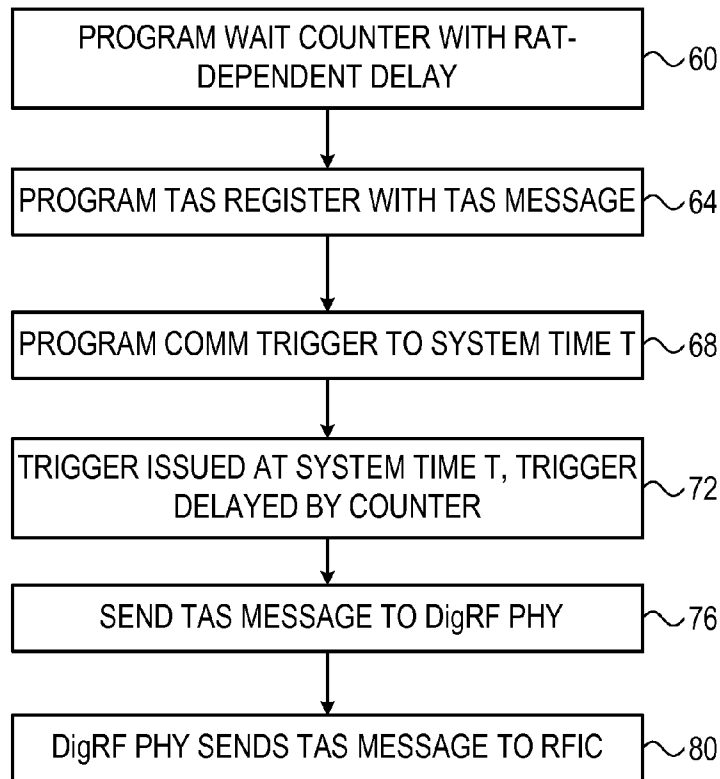 PROGRAM WAIT COUNTER WITH RAT-
DEPENDENT DELAY
60
PROGRAM TAS REGISTER WITH TAS MESSAGE
64
PROGRAM COMM TRIGGER TO SYSTEM TIME T
68
TRIGGER ISSUED AT SYSTEM TIME T, TRIGGER
DELAYED BY COUNTER
72
SEND TAS MESSAGE TO DigRF PHY
76
DigRF PHY SENDS TAS MESSAGE TO RFIC
80